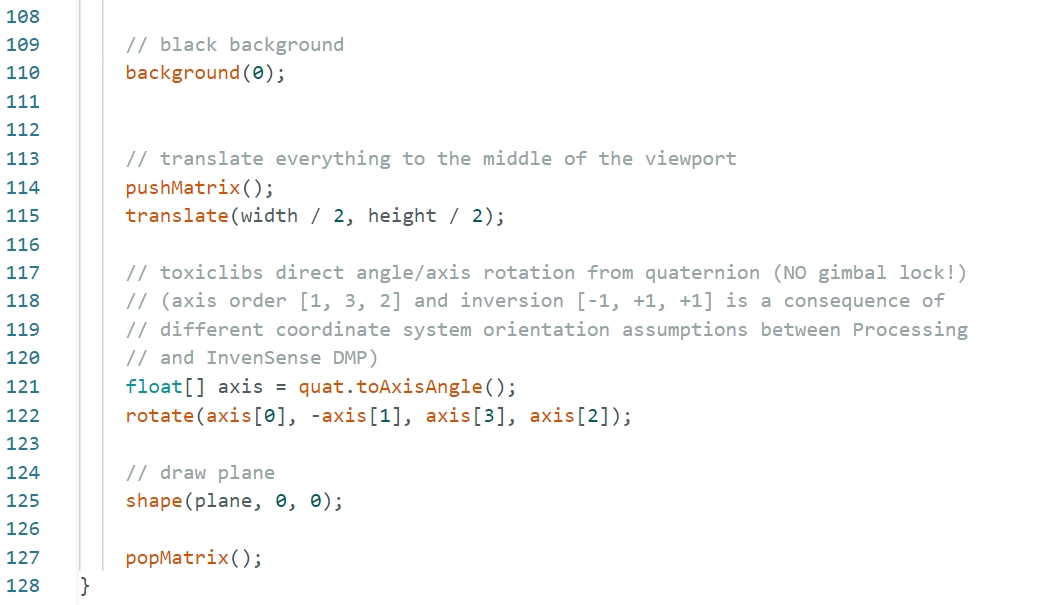 108
109 // black background
110 background(0);
111
112
113 // translate everything to the middle of the viewport
114 pushMatrix();
115 translate(width / 2, height / 2);
116
117 // toxiclibs direct angle/axis rotation from quaternion (NO gimbal lock!)
118 // (axis order [1, 3, 2] and inversion [-1, +1, +1] is a consequence of
119 // different coordinate system orientation assumptions between Processing
120 // and InvenSense DMP)
121 float[] axis = quat.toAxisAngle();
122 rotate(axis[0], -axis[1], axis[3], axis[2]);
123
124 // draw plane
125 shape(plane, 0, 0);
126
127 popMatrix();
128 }